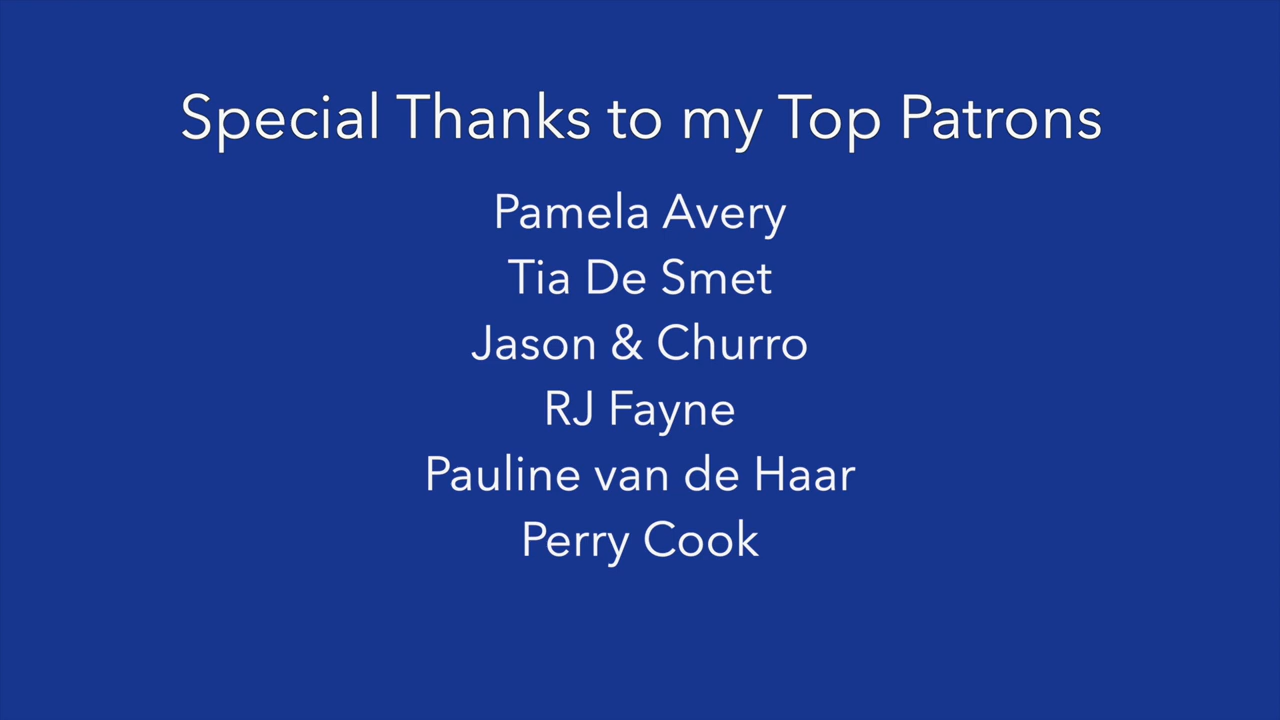 Special Thanks to my Top Patrons
Pamela Avery
Tia De Smet
Jason & Churro
RJ Fayne
Pauline van de Haar
Perry Cook